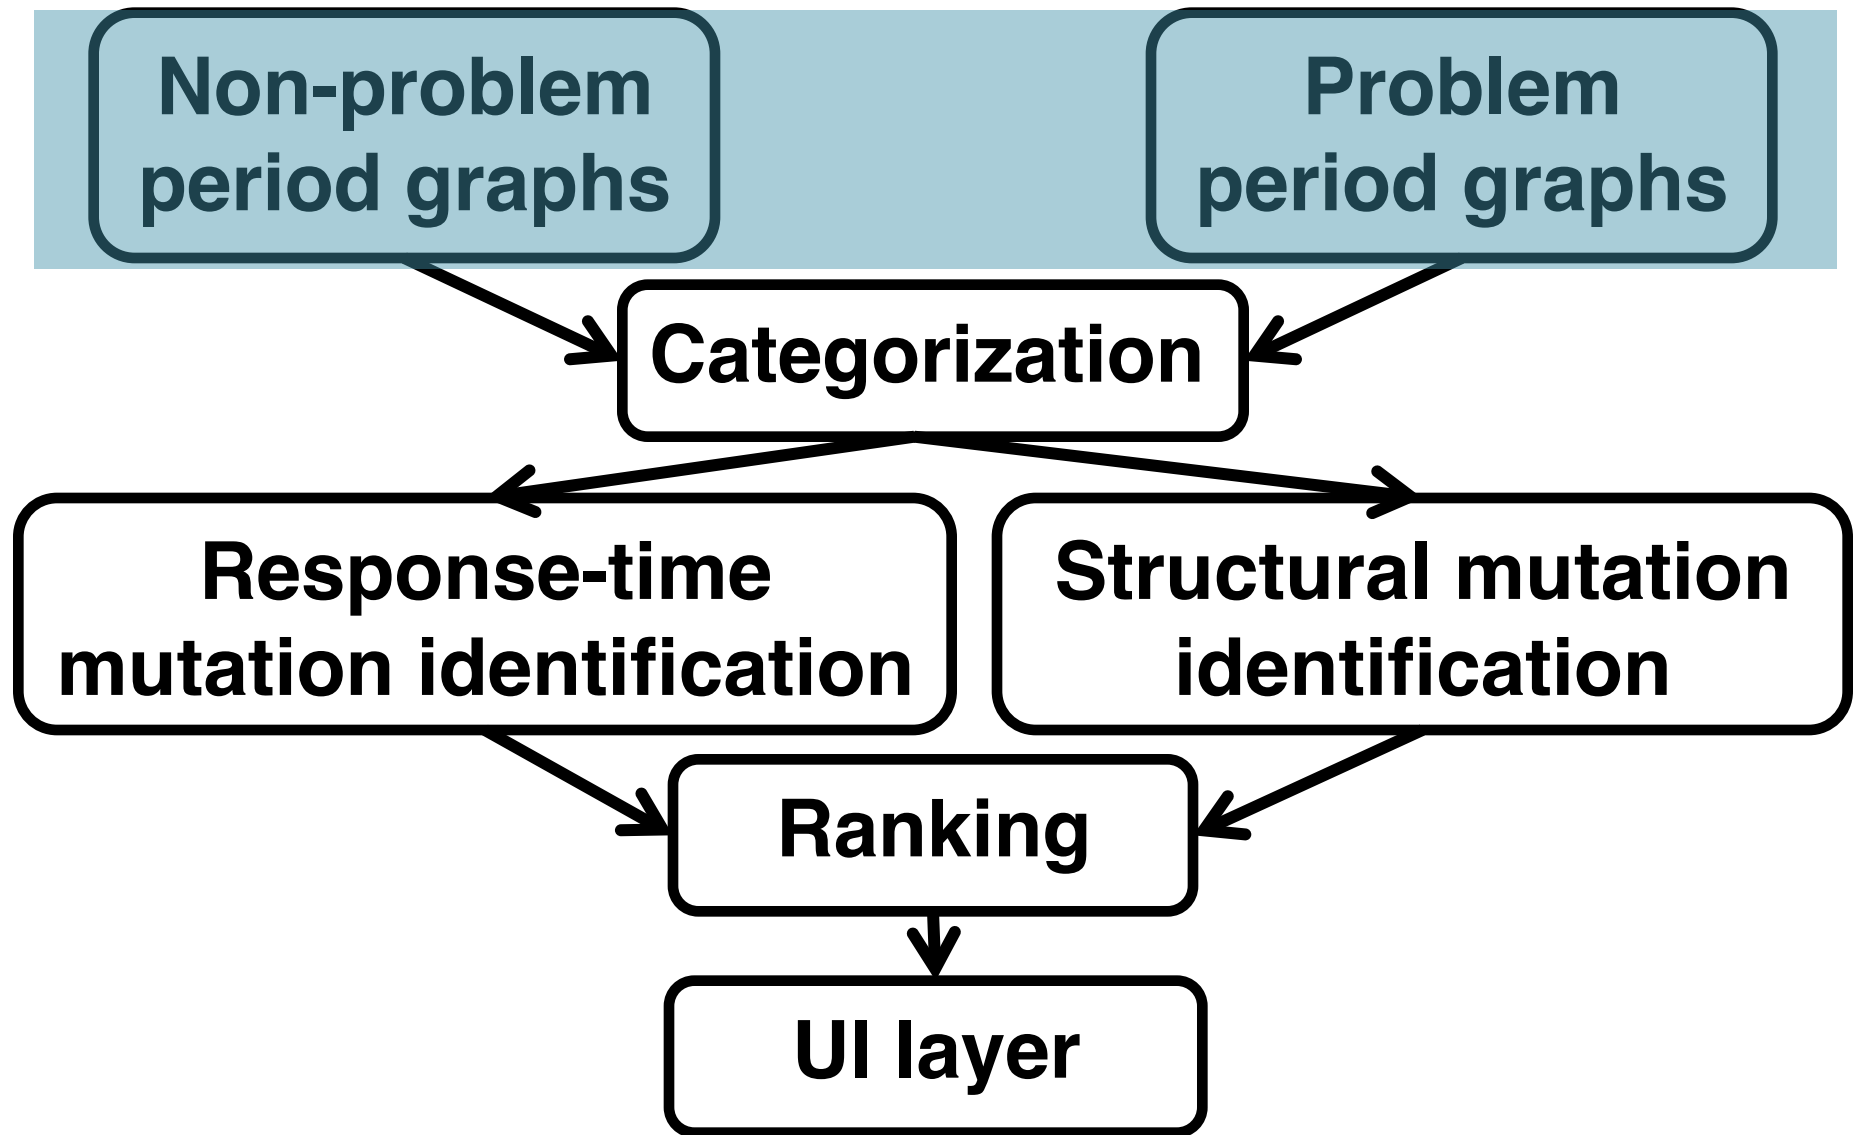 Non-problem
period graphs
Problem
period graphs
Categorization
Response-time
mutation identification
Structural mutation
identification
Ranking
UI layer